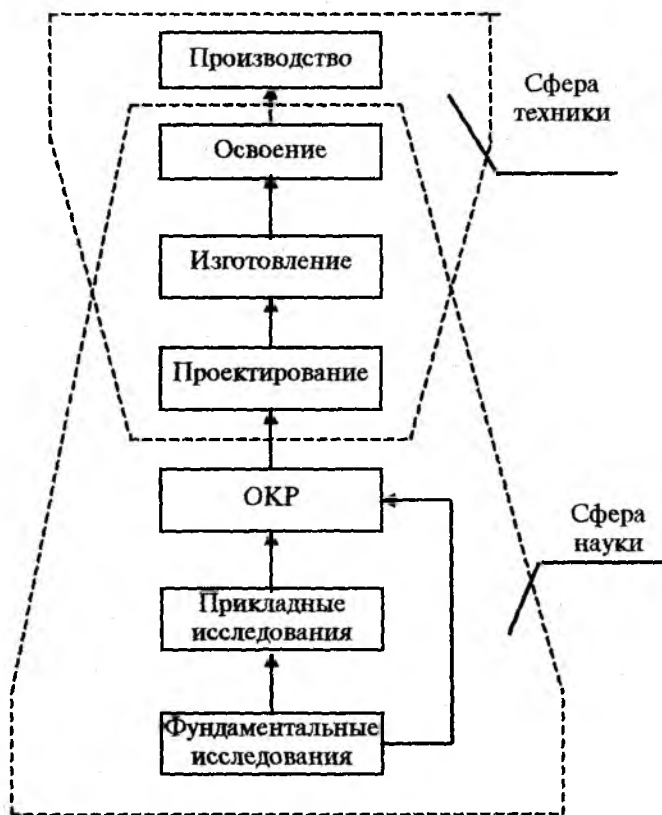 Производство
Сфера
техники
Освоение
Изготовление
Проектирование
ОКР
Сфера
науки
Прикладные
исследования
Фундаментальные
исследования